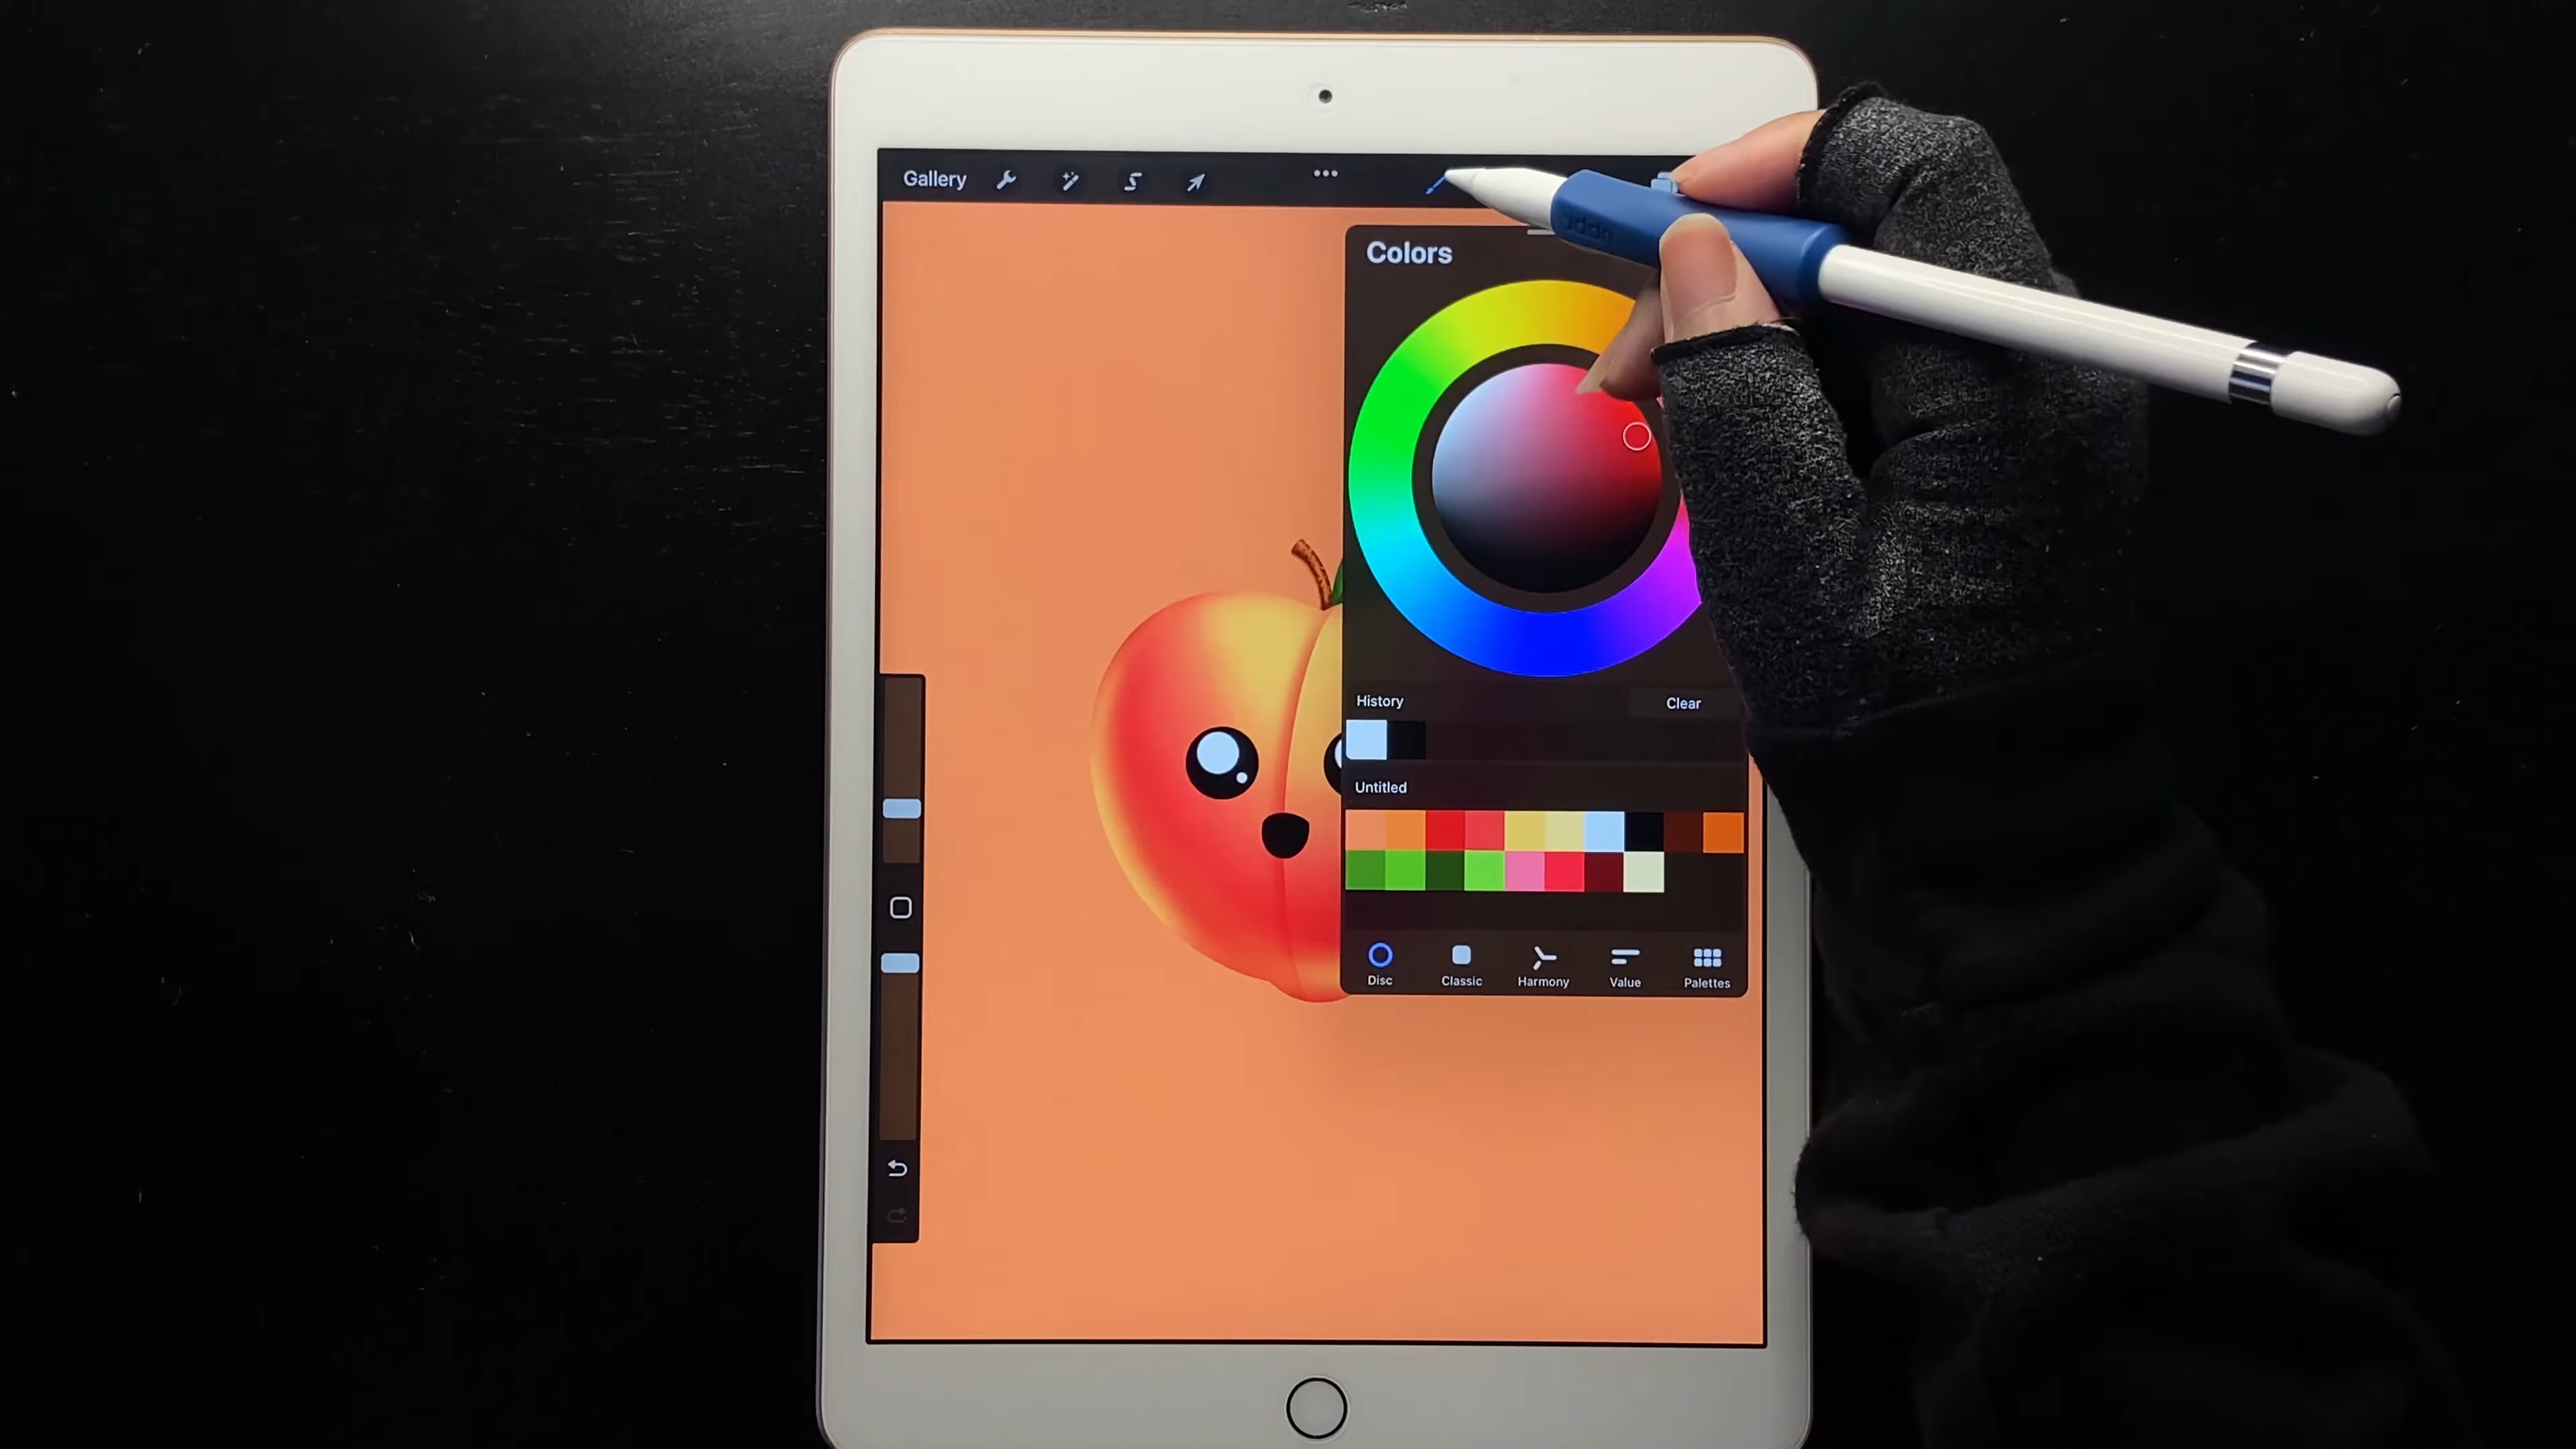 Gallery
Colors
History
Clear
Untitled
Disc
Classic
Harmony
Value
Palettes